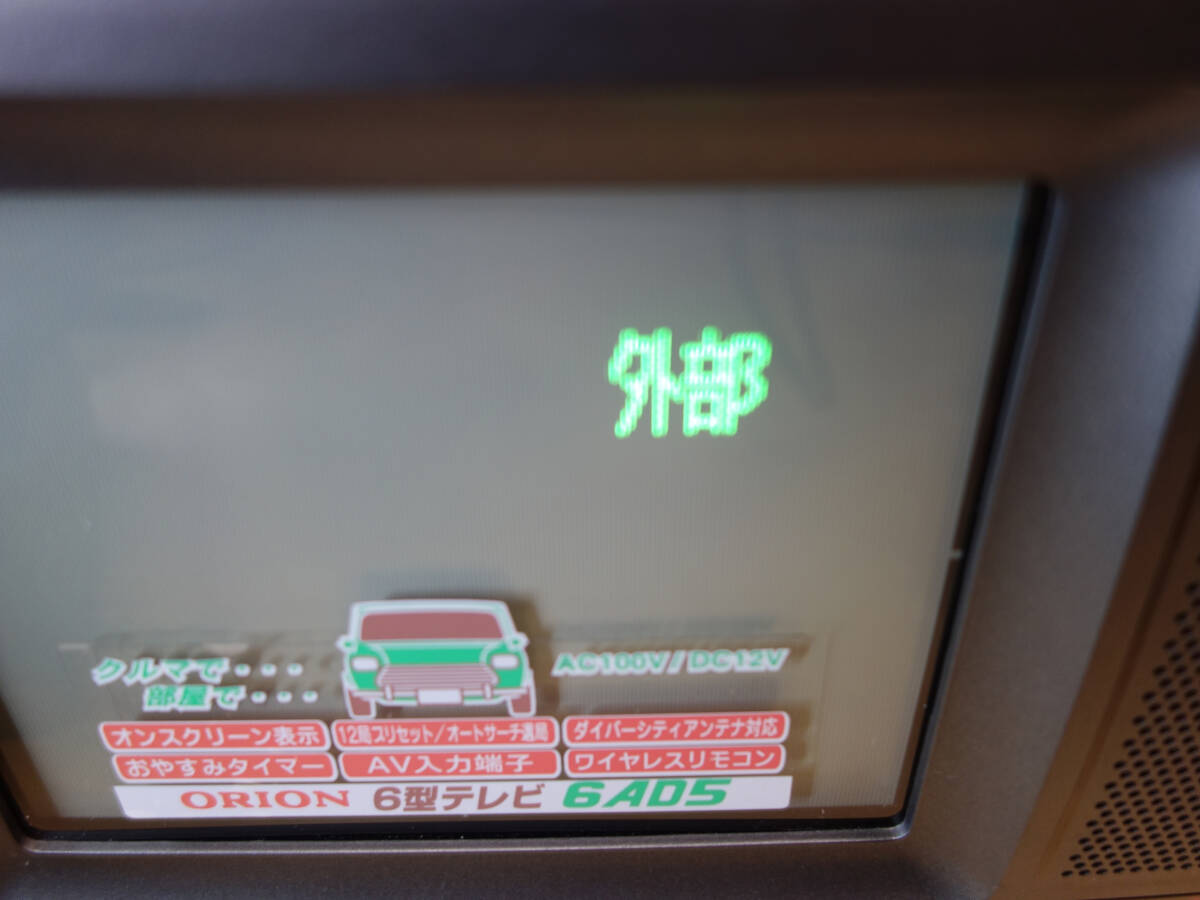 外部
クルマで・・・
部屋で・・・
AC100V / DC12V
オンスクリーン表示
12局プリセット/オートサーチ選局
ダイバーシティアンテナ対応
おやすみタイマー
AV入力端子
ワイヤレスリモコン
ORION 6型テレビ 6AD5